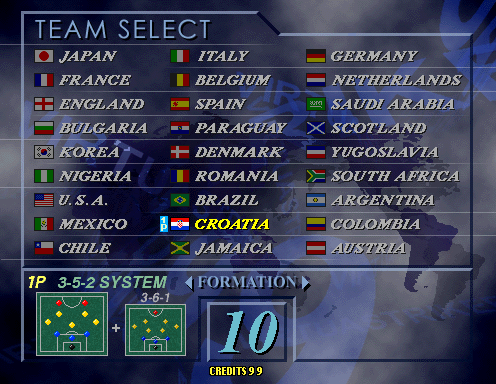 TEAM SELECT
JAPAN ITALY GERMANY
FRANCE BELGIUM NETHERLANDS
ENGLAND SPAIN SAUDI ARABIA
BULGARIA PARAGUAY SCOTLAND
KOREA DENMARK YUGOSLAVIA
NIGERIA ROMANIA SOUTH AFRICA
U.S.A. BRAZIL ARGENTINA
MEXICO 1P CROATIA COLOMBIA
CHILE JAMAICA AUSTRIA
1P 3-5-2 SYSTEM FORMATION
3-6-1
+
10
CREDITS 9 9